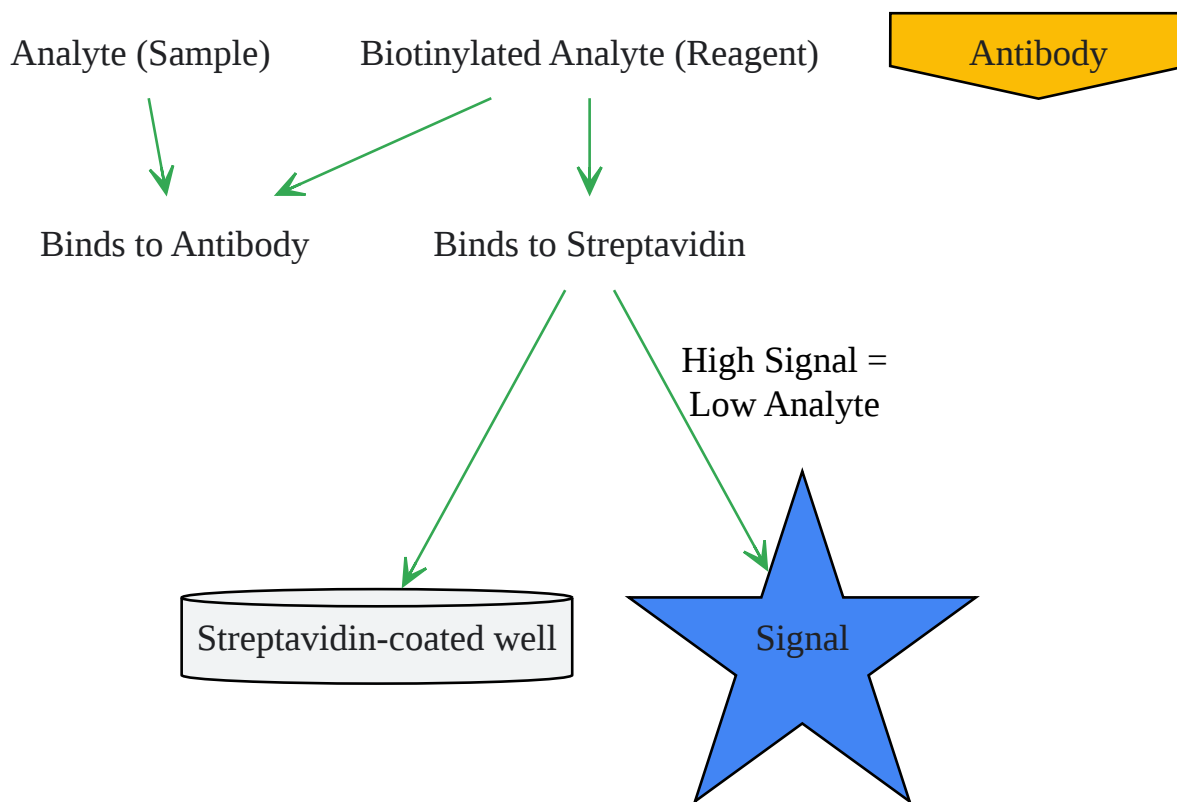 Analyte (Sample)
Biotinylated Analyte (Reagent)
Antibody
Binds to Antibody
Binds to Streptavidin
High Signal =
Low Analyte
Streptavidin-coated well
Signal